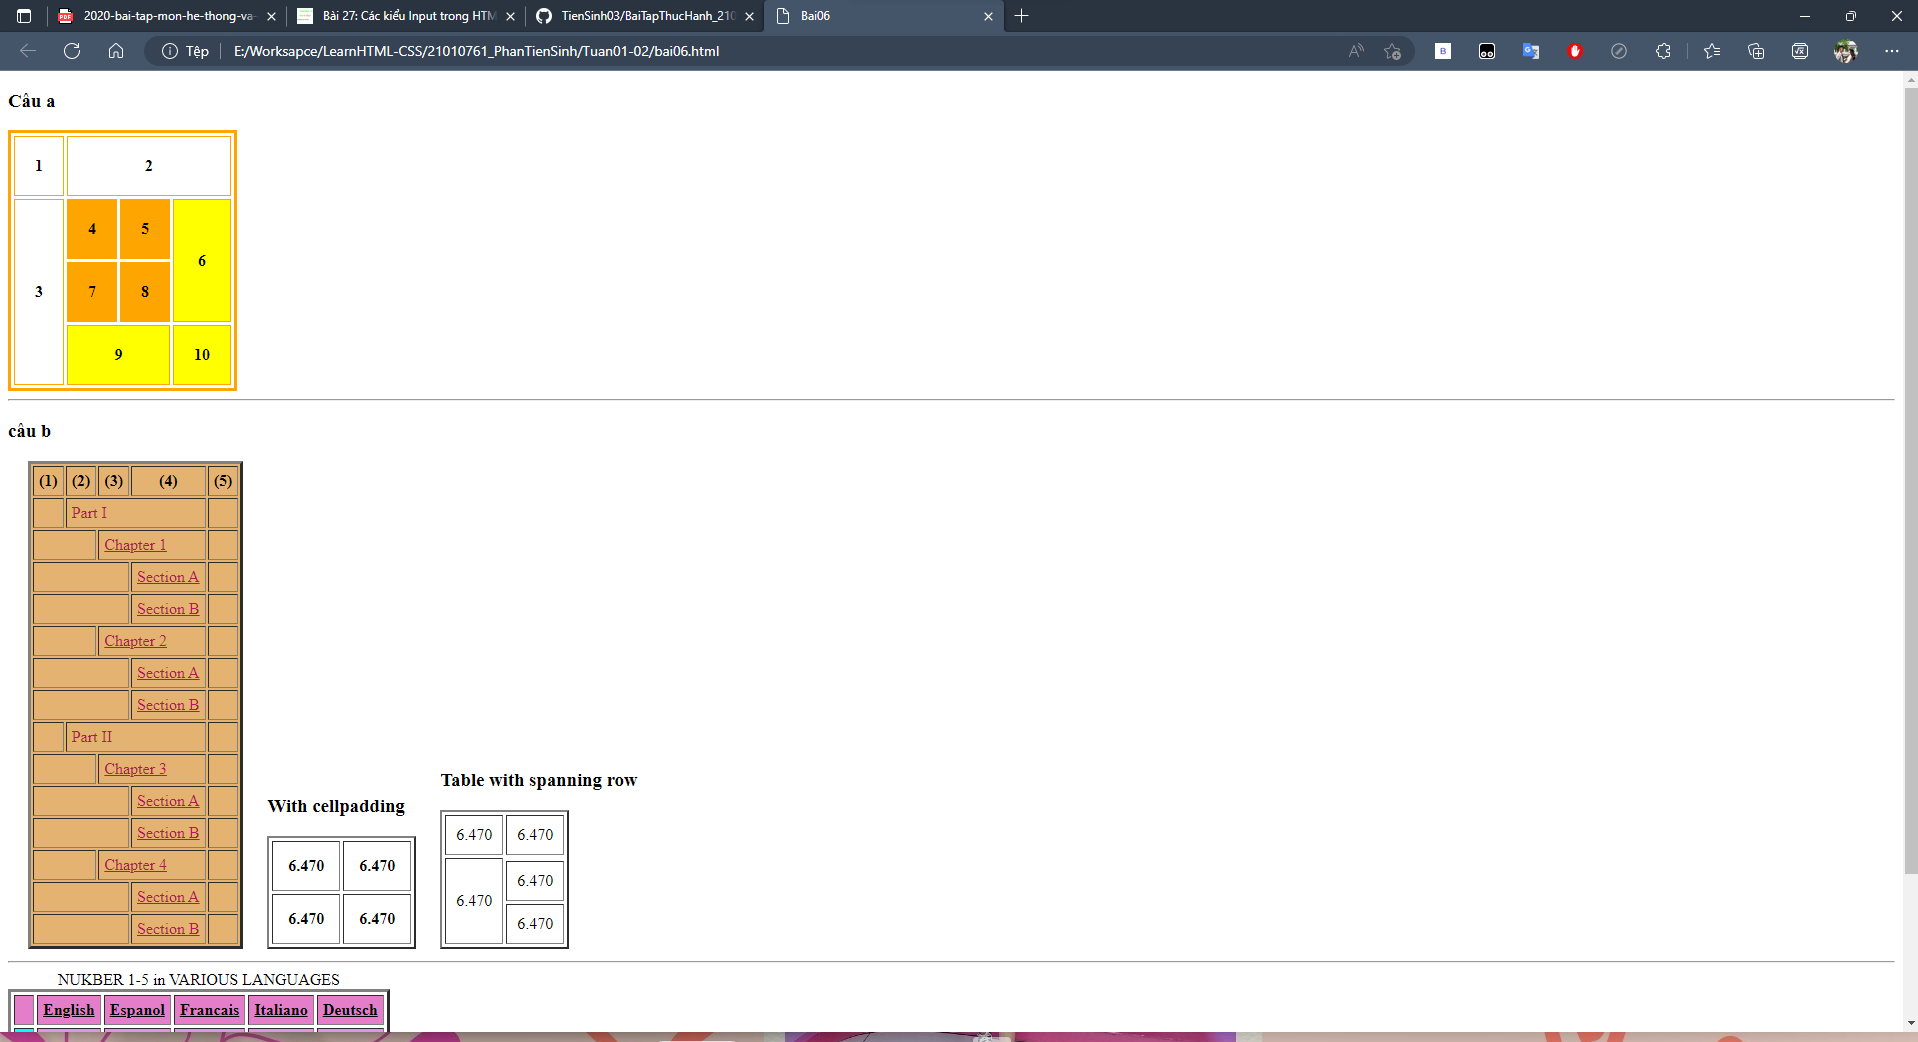 2020-bai-tap-mon-he-thong-va-
Bài 27: Các kiểu Input trong HTM
TienSinh03/BaiTapThucHanh_210
Bai06
Tệp
E:/Worksapce/LearnHTML-CSS/21010761_PhanTienSinh/Tuan01-02/bai06.html
Câu a
1 2
4 5
6
3 7 8
9 10
câu b
(1) (2) (3) (4) (5)
Part I
Chapter 1
Section A
Section B
Chapter 2
Section A
Section B
Part II
Chapter 3
Section A
Section B
Chapter 4
Section A
Section B
With cellpadding
6.470 6.470
6.470 6.470
Table with spanning row
6.470 6.470
6.470
6.470
6.470
NUKBER 1-5 in VARIOUS LANGUAGES
English Espanol Francais Italiano Deutsch